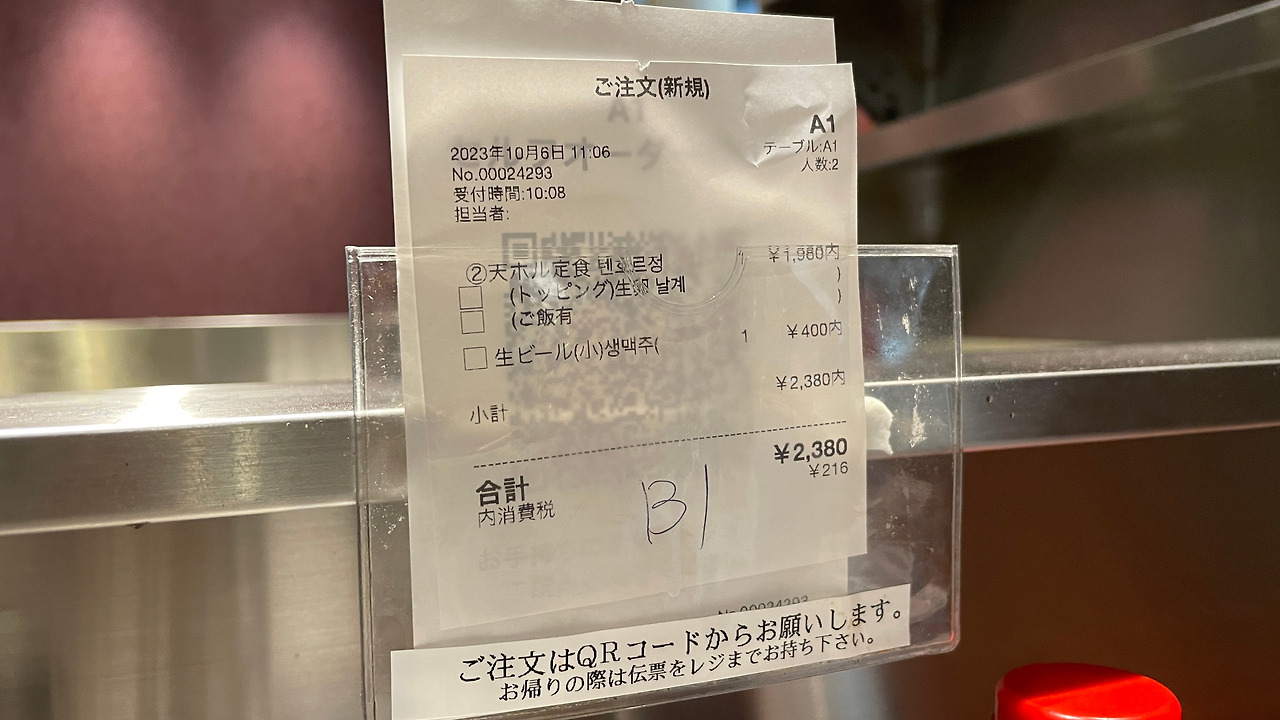 ご注文(新規)
A1
2023年10月6日 11:06
テーブル:A1
No.00024293
人数:2
受付時間:10:08
担当者:
②天ホル定食 텐호르정 ¥1,980内
(トッピング)生卵 날계 )
(ご飯有 )
生ビール(小)생맥주( 1 ¥400内
小計 ¥2,380内
合計 ¥2,380
内消費税 ¥216
B1
No.00024293
ご注文はQRコードからお願いします。
お帰りの際は伝票をレジまでお持ち下さい。